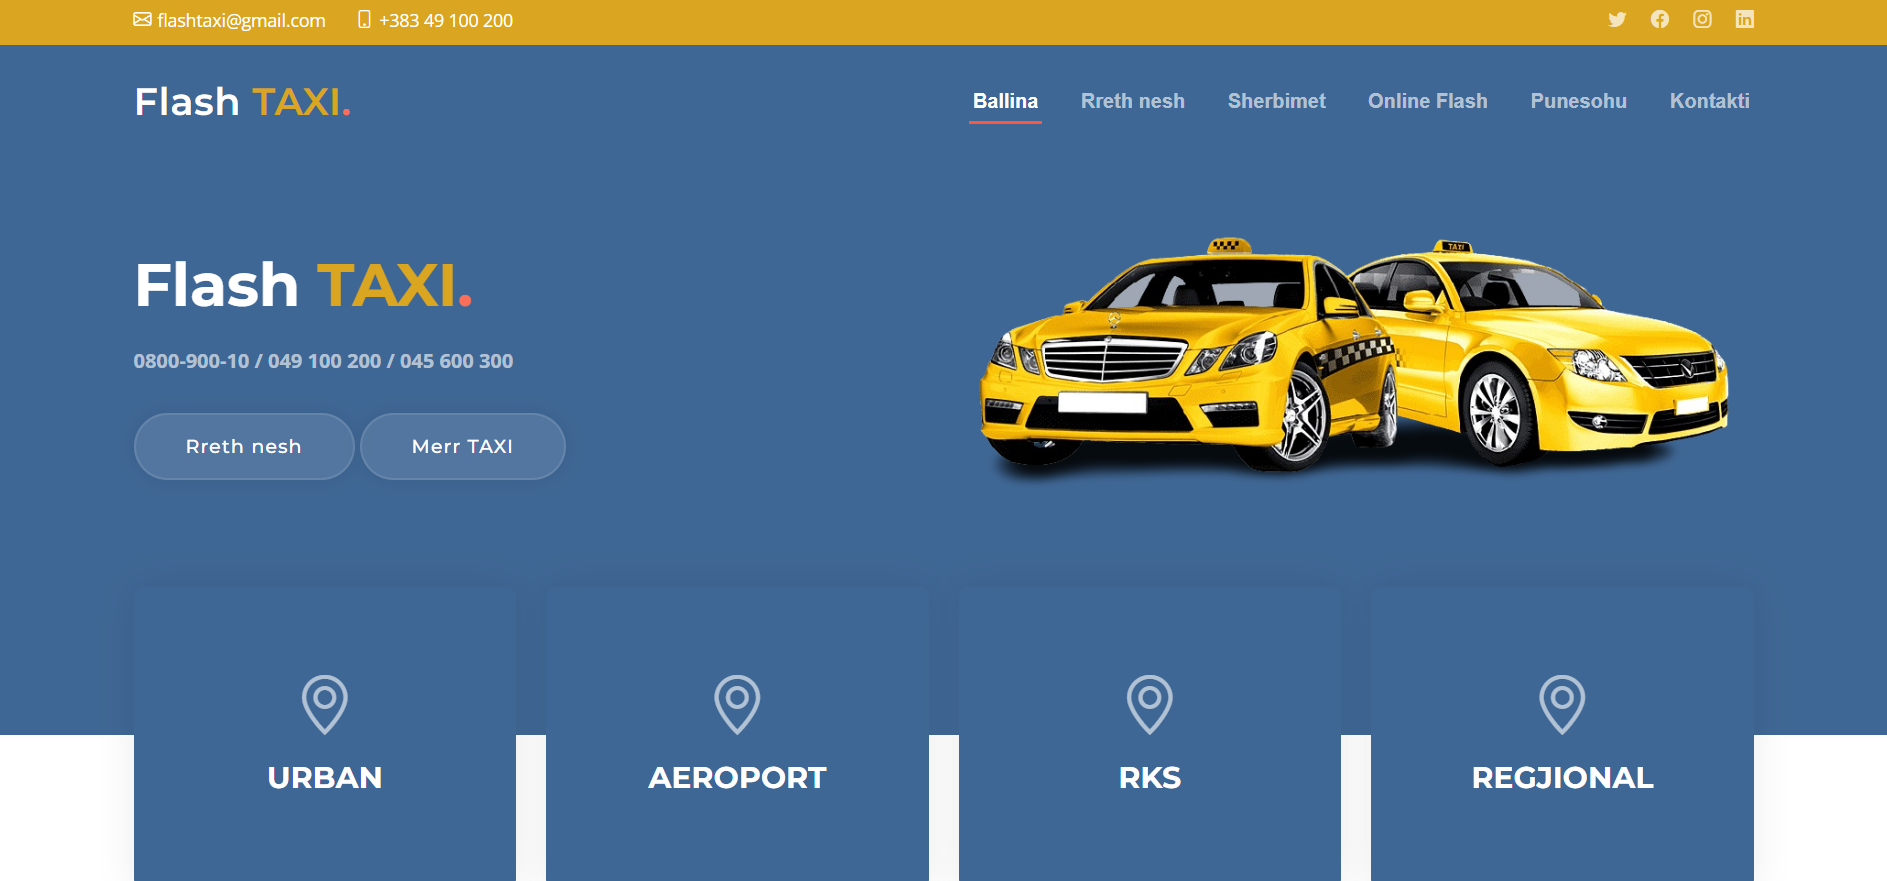 flashtaxi@gmail.com +383 49 100 200
Flash TAXI.
Ballina Rreth nesh Sherbimet Online Flash Punesohu Kontakti
Flash TAXI.
0800-900-10 / 049 100 200 / 045 600 300
Rreth nesh Merr TAXI
TAXI
URBAN AEROPORT RKS REGJIONAL